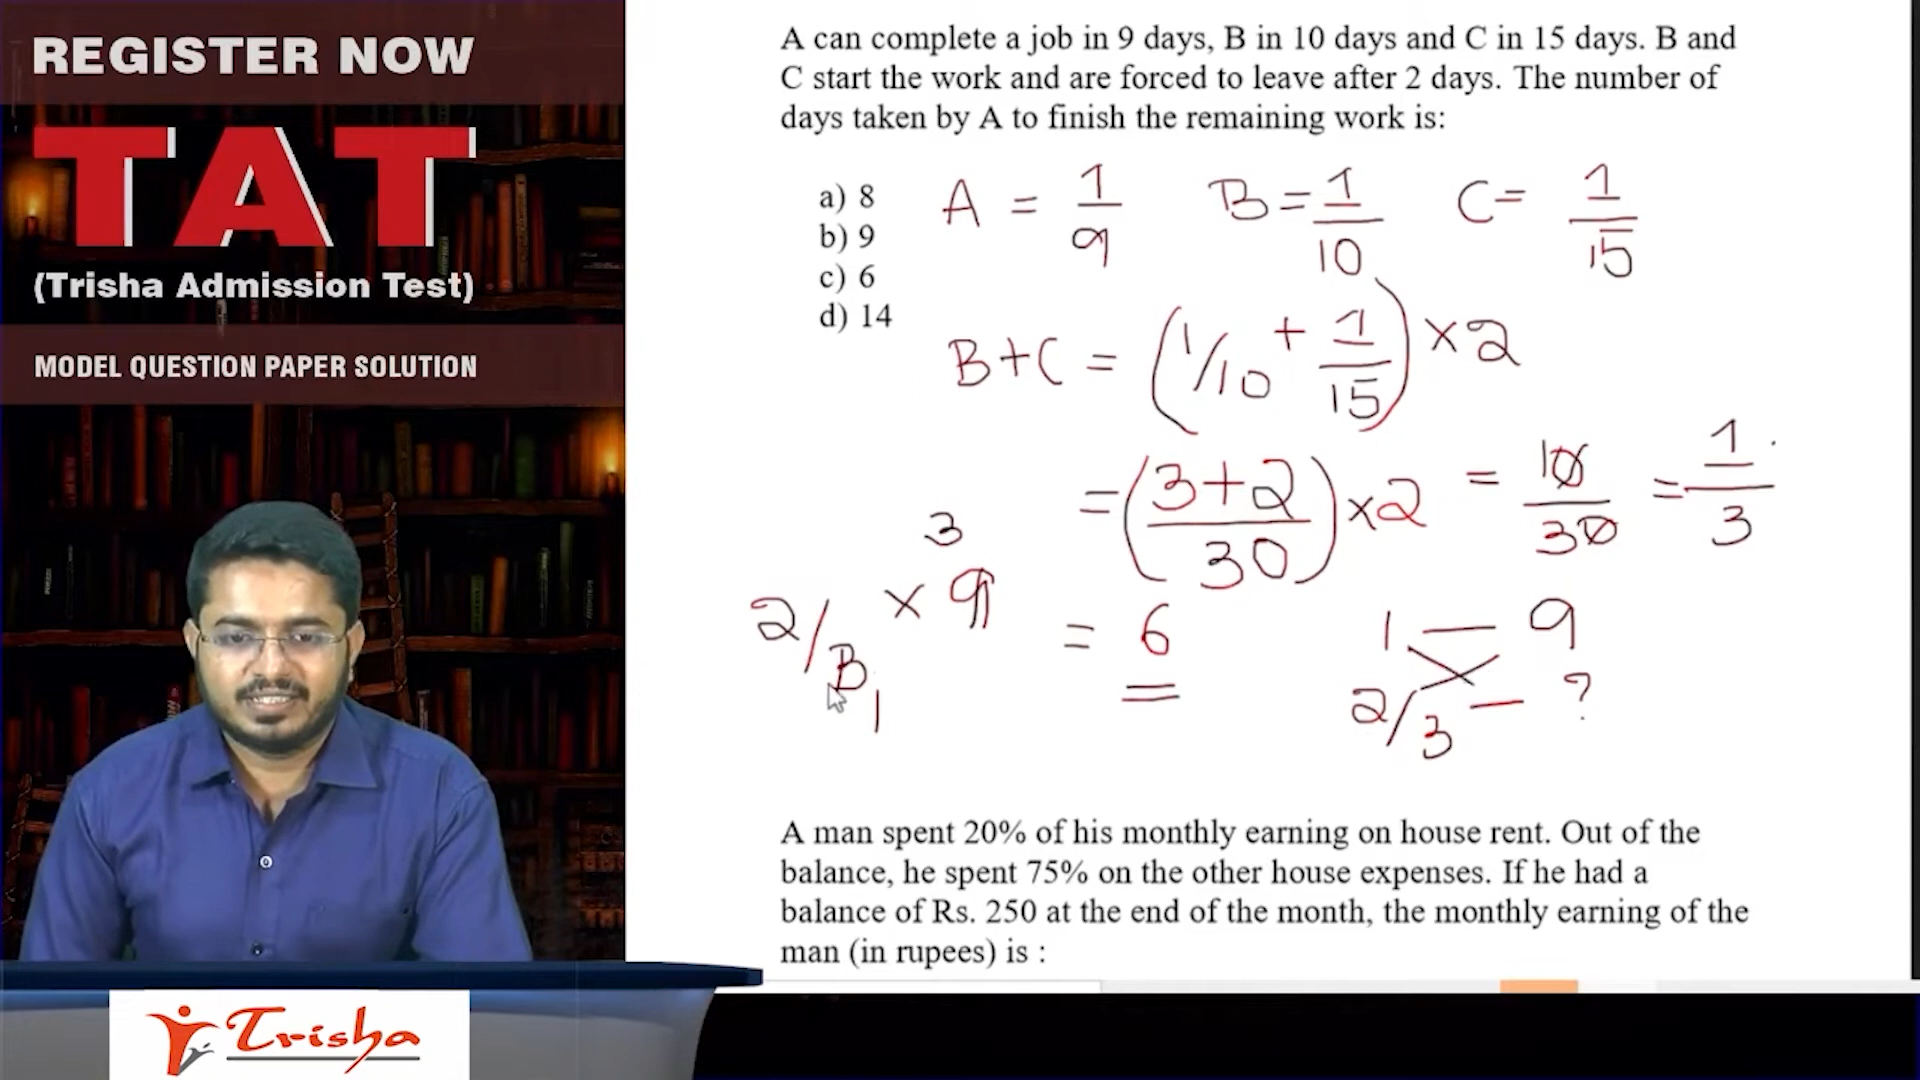 REGISTER NOW
TAT
(Trisha Admission Test)
MODEL QUESTION PAPER SOLUTION
Trisha
A can complete a job in 9 days, B in 10 days and C in 15 days. B and
C start the work and are forced to leave after 2 days. The number of
days taken by A to finish the remaining work is:
a) 8
b) 9
c) 6
d) 14
A = 1/9 B = 1/10 C = 1/15
B+C = (1/10 + 1/15) × 2
= (3+2/30) × 2 = 10/30 = 1/3
2/3 × 9 = 6
3
1
1 — 9
2/3 — ?
A man spent 20% of his monthly earning on house rent. Out of the
balance, he spent 75% on the other house expenses. If he had a
balance of Rs. 250 at the end of the month, the monthly earning of the
man (in rupees) is :